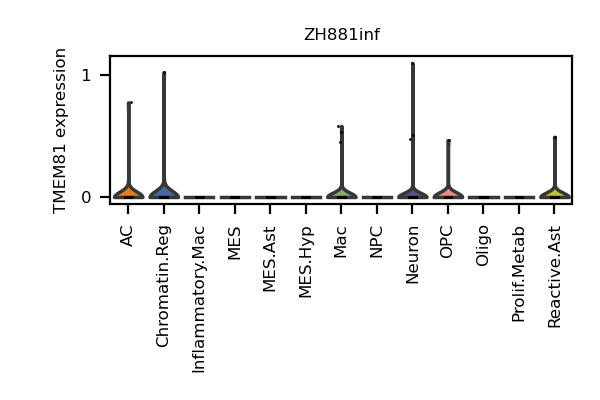 ZH881inf
TMEM81 expression
1
0
AC
Chromatin.Reg
Inflammatory.Mac
MES
MES.Ast
MES.Hyp
Mac
NPC
Neuron
OPC
Oligo
Prolif.Metab
Reactive.Ast